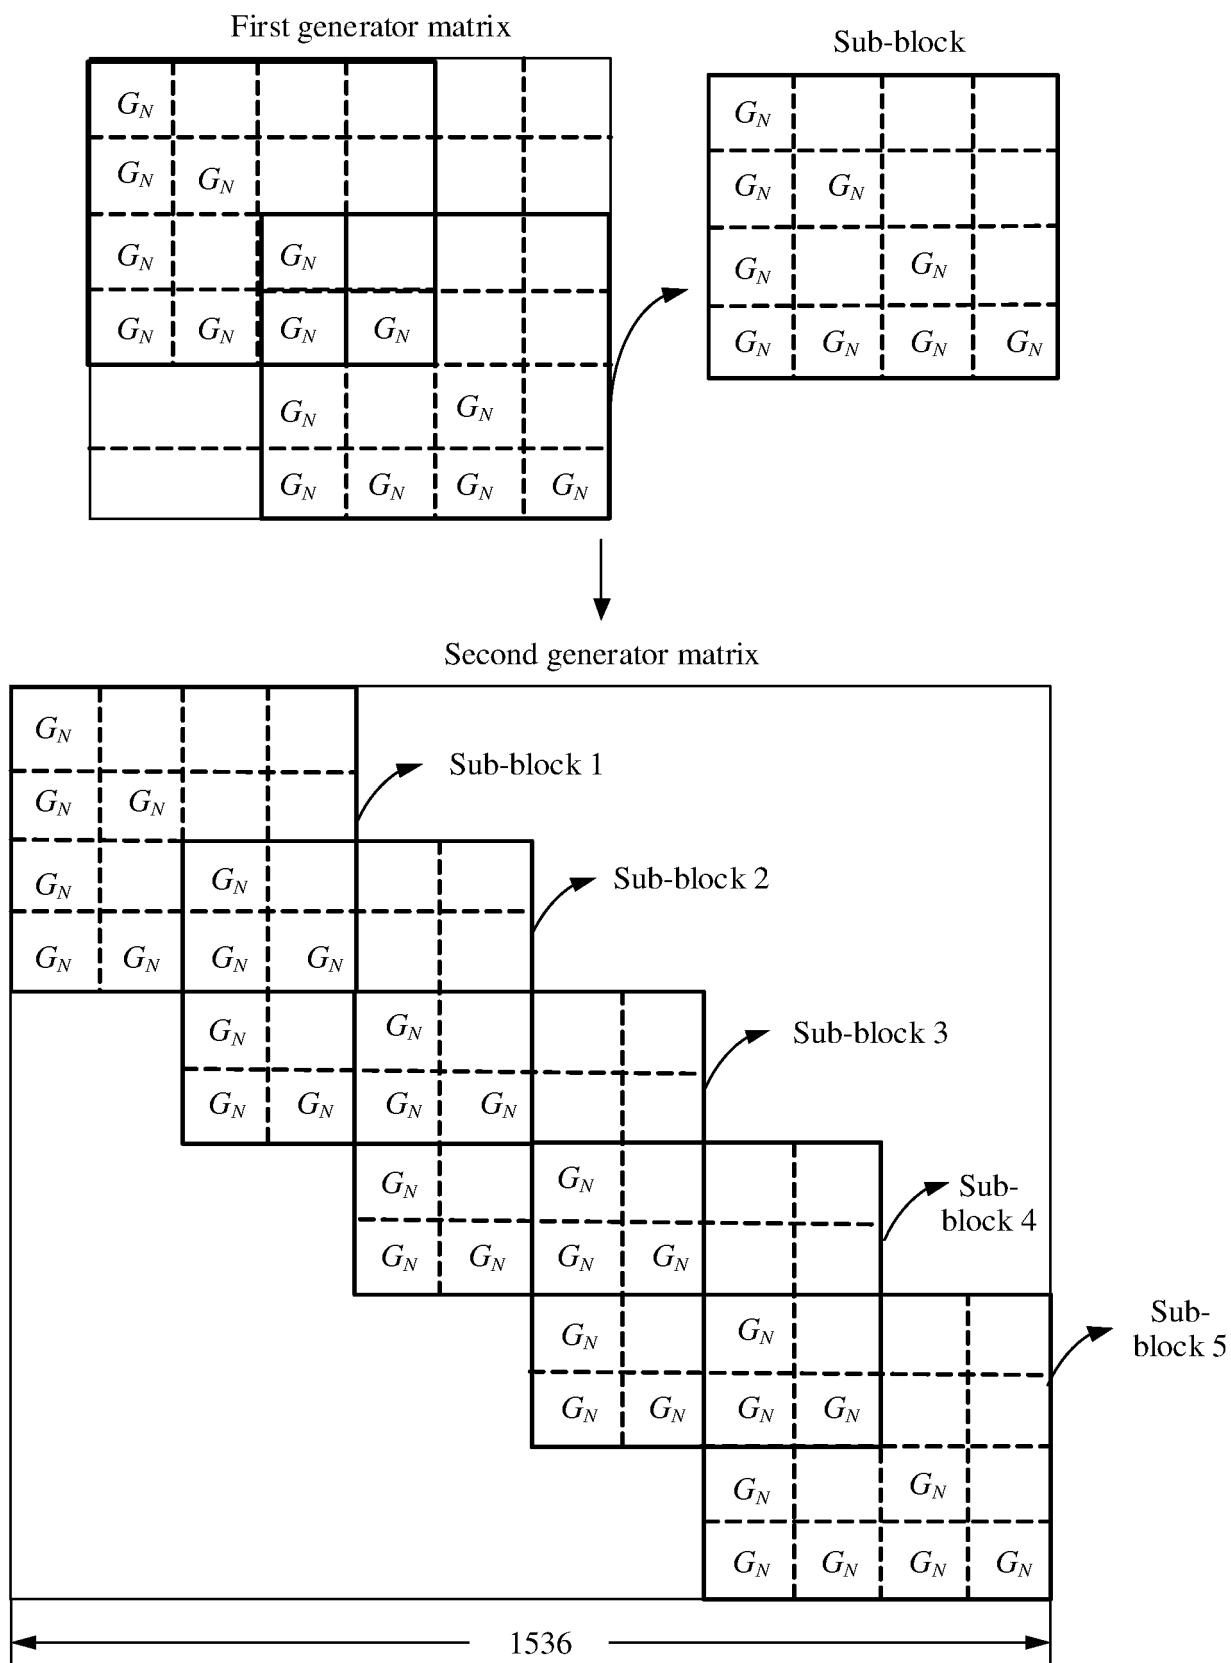 First generator matrix
Sub-block
G_N
G_N G_N
G_N G_N
G_N G_N G_N G_N
G_N G_N
G_N G_N G_N G_N
G_N
G_N G_N
G_N G_N
G_N G_N G_N G_N
Second generator matrix
G_N
Sub-block 1
G_N G_N
G_N G_N
Sub-block 2
G_N G_N G_N G_N
G_N G_N
Sub-block 3
G_N G_N G_N G_N
G_N G_N
Sub-
block 4
G_N G_N G_N G_N
G_N G_N
Sub-
block 5
G_N G_N G_N G_N
G_N G_N
G_N G_N G_N G_N
1536